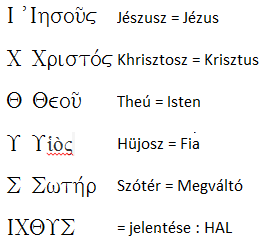 Ι Ἰησοῦς Jészusz = Jézus
Χ Χριστός Khrisztosz = Krisztus
Θ Θεοῦ Theú = Isten
Υ Υἱὸς Hüjosz = Fia
Σ Σωτήρ Szótér = Megváltó
ΙΧΘΥΣ = jelentése : HAL